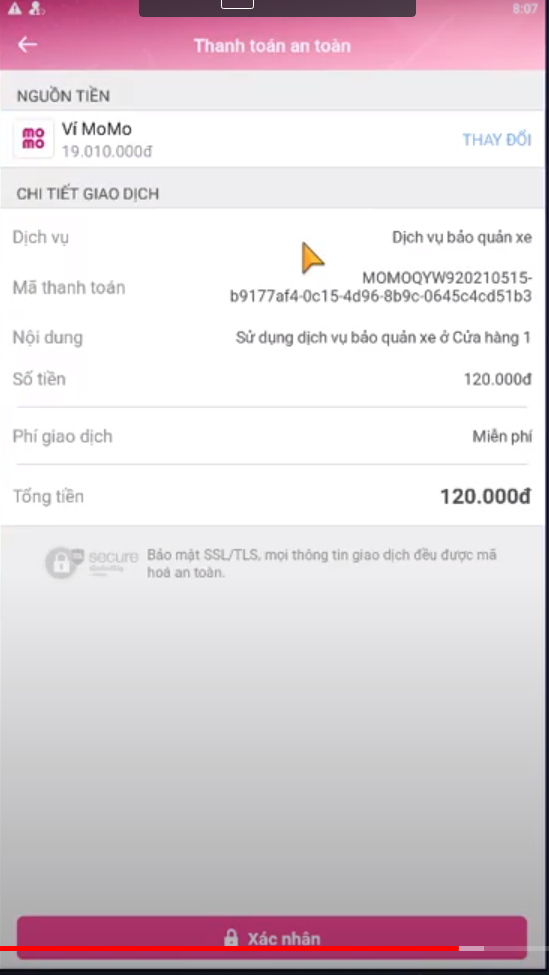 8:07
Thanh toán an toàn
NGUỒN TIỀN
mo
mo
Ví MoMo
19.010.000đ
THAY ĐỔI
CHI TIẾT GIAO DỊCH
Dịch vụ
Dịch vụ bảo quản xe
Mã thanh toán
MOMOQYW920210515-
b9177af4-0c15-4d96-8b9c-0645c4cd51b3
Nội dung
Sử dụng dịch vụ bảo quản xe ở Cửa hàng 1
Số tiền
120.000đ
Phí giao dịch
Miễn phí
Tổng tiền
120.000đ
secure
Bảo mật SSL/TLS, mọi thông tin giao dịch đều được mã
hoá an toàn.
Xác nhận